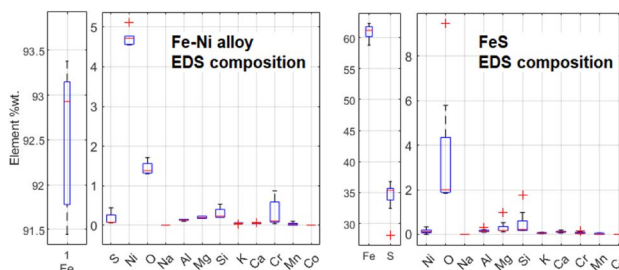 Element %wt.
93.5
93
92.5
92
91.5
1
Fe
5
4
3
2
1
0
Fe-Ni alloy
EDS composition
S Ni O Na Al Mg Si K Ca Cr Mn Co
60
55
50
45
40
35
30
Fe S
8
6
4
2
0
FeS
EDS composition
Ni O Na Al Mg Si K Ca Cr Mn Co